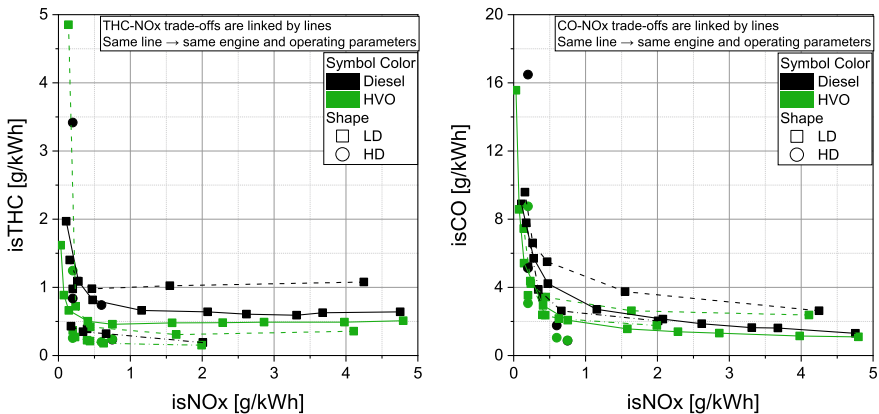 THC-NOx trade-offs are linked by lines
Same line → same engine and operating parameters
Symbol Color
Diesel
HVO
Shape
LD
HD
6
5
4
3
2
1
0
isTHC [g/kWh]
0 1 2 3 4 5
isNOx [g/kWh]
CO-NOx trade-offs are linked by lines
Same line → same engine and operating parameters
Symbol Color
Diesel
HVO
Shape
LD
HD
20
16
12
8
4
0
isCO [g/kWh]
0 1 2 3 4 5
isNOx [g/kWh]